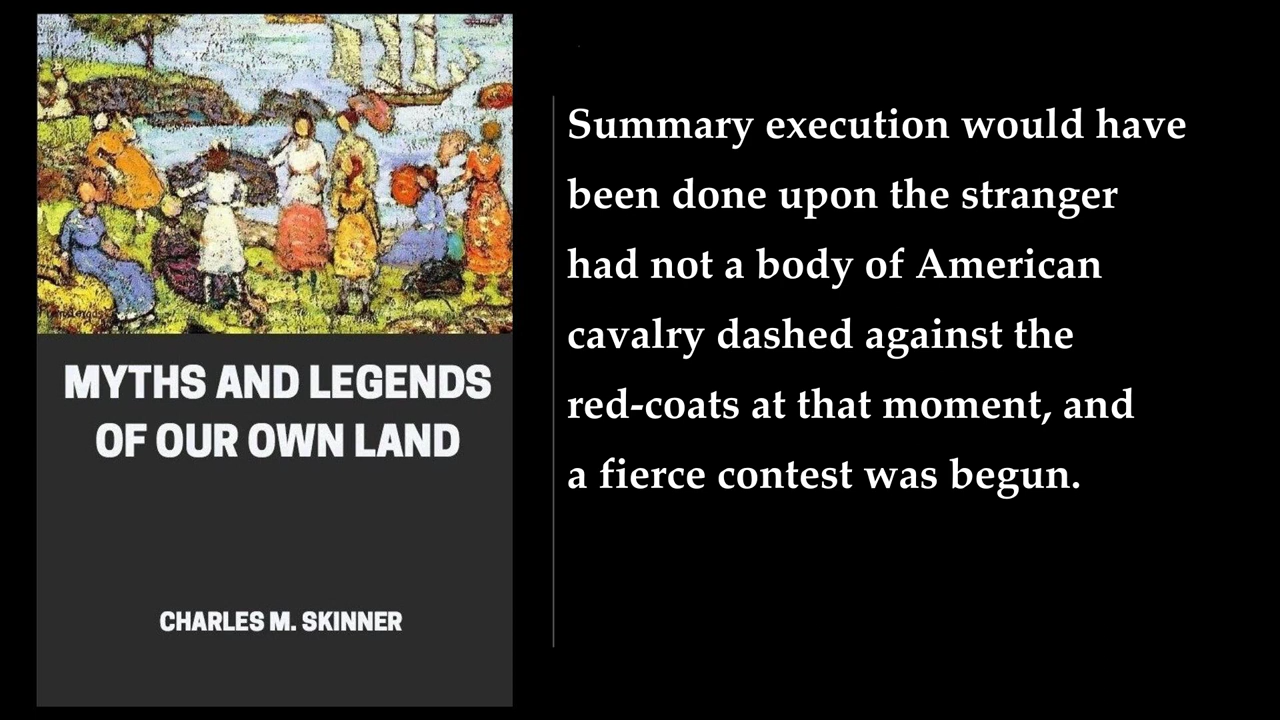 MYTHS AND LEGENDS
OF OUR OWN LAND
CHARLES M. SKINNER
Summary execution would have
been done upon the stranger
had not a body of American
cavalry dashed against the
red-coats at that moment, and
a fierce contest was begun.